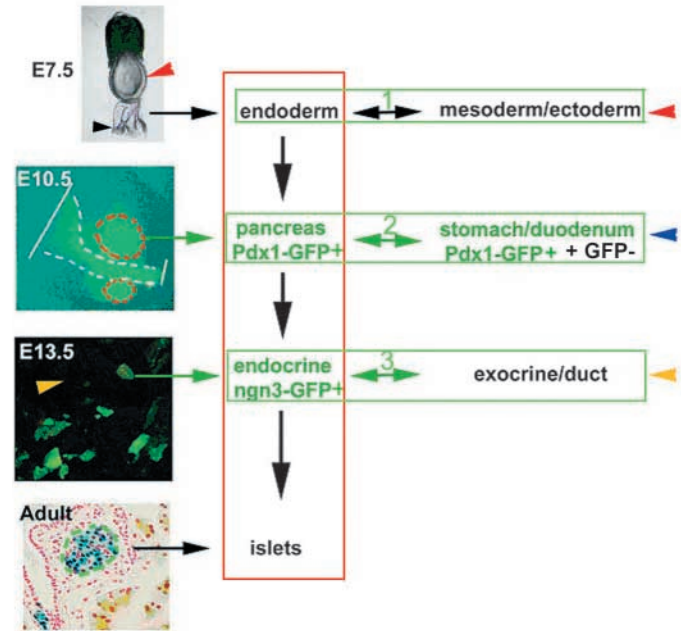 E7.5
endoderm
1
mesoderm/ectoderm
E10.5
pancreas
Pdx1-GFP+
2
stomach/duodenum
Pdx1-GFP+ + GFP-
E13.5
endocrine
ngn3-GFP+
3
exocrine/duct
Adult
islets